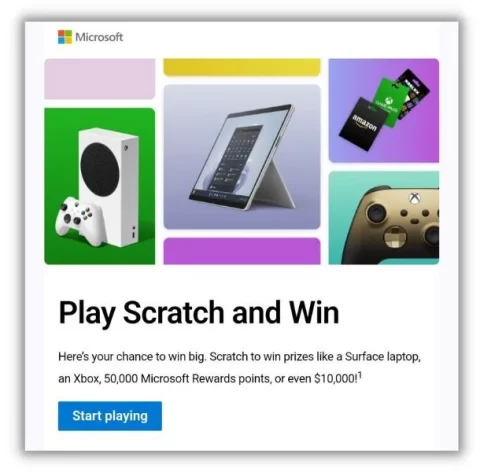 Microsoft
amazon
XBOX
Play Scratch and Win
Here's your chance to win big. Scratch to win prizes like a Surface laptop,
an Xbox, 50,000 Microsoft Rewards points, or even $10,000!¹
Start playing